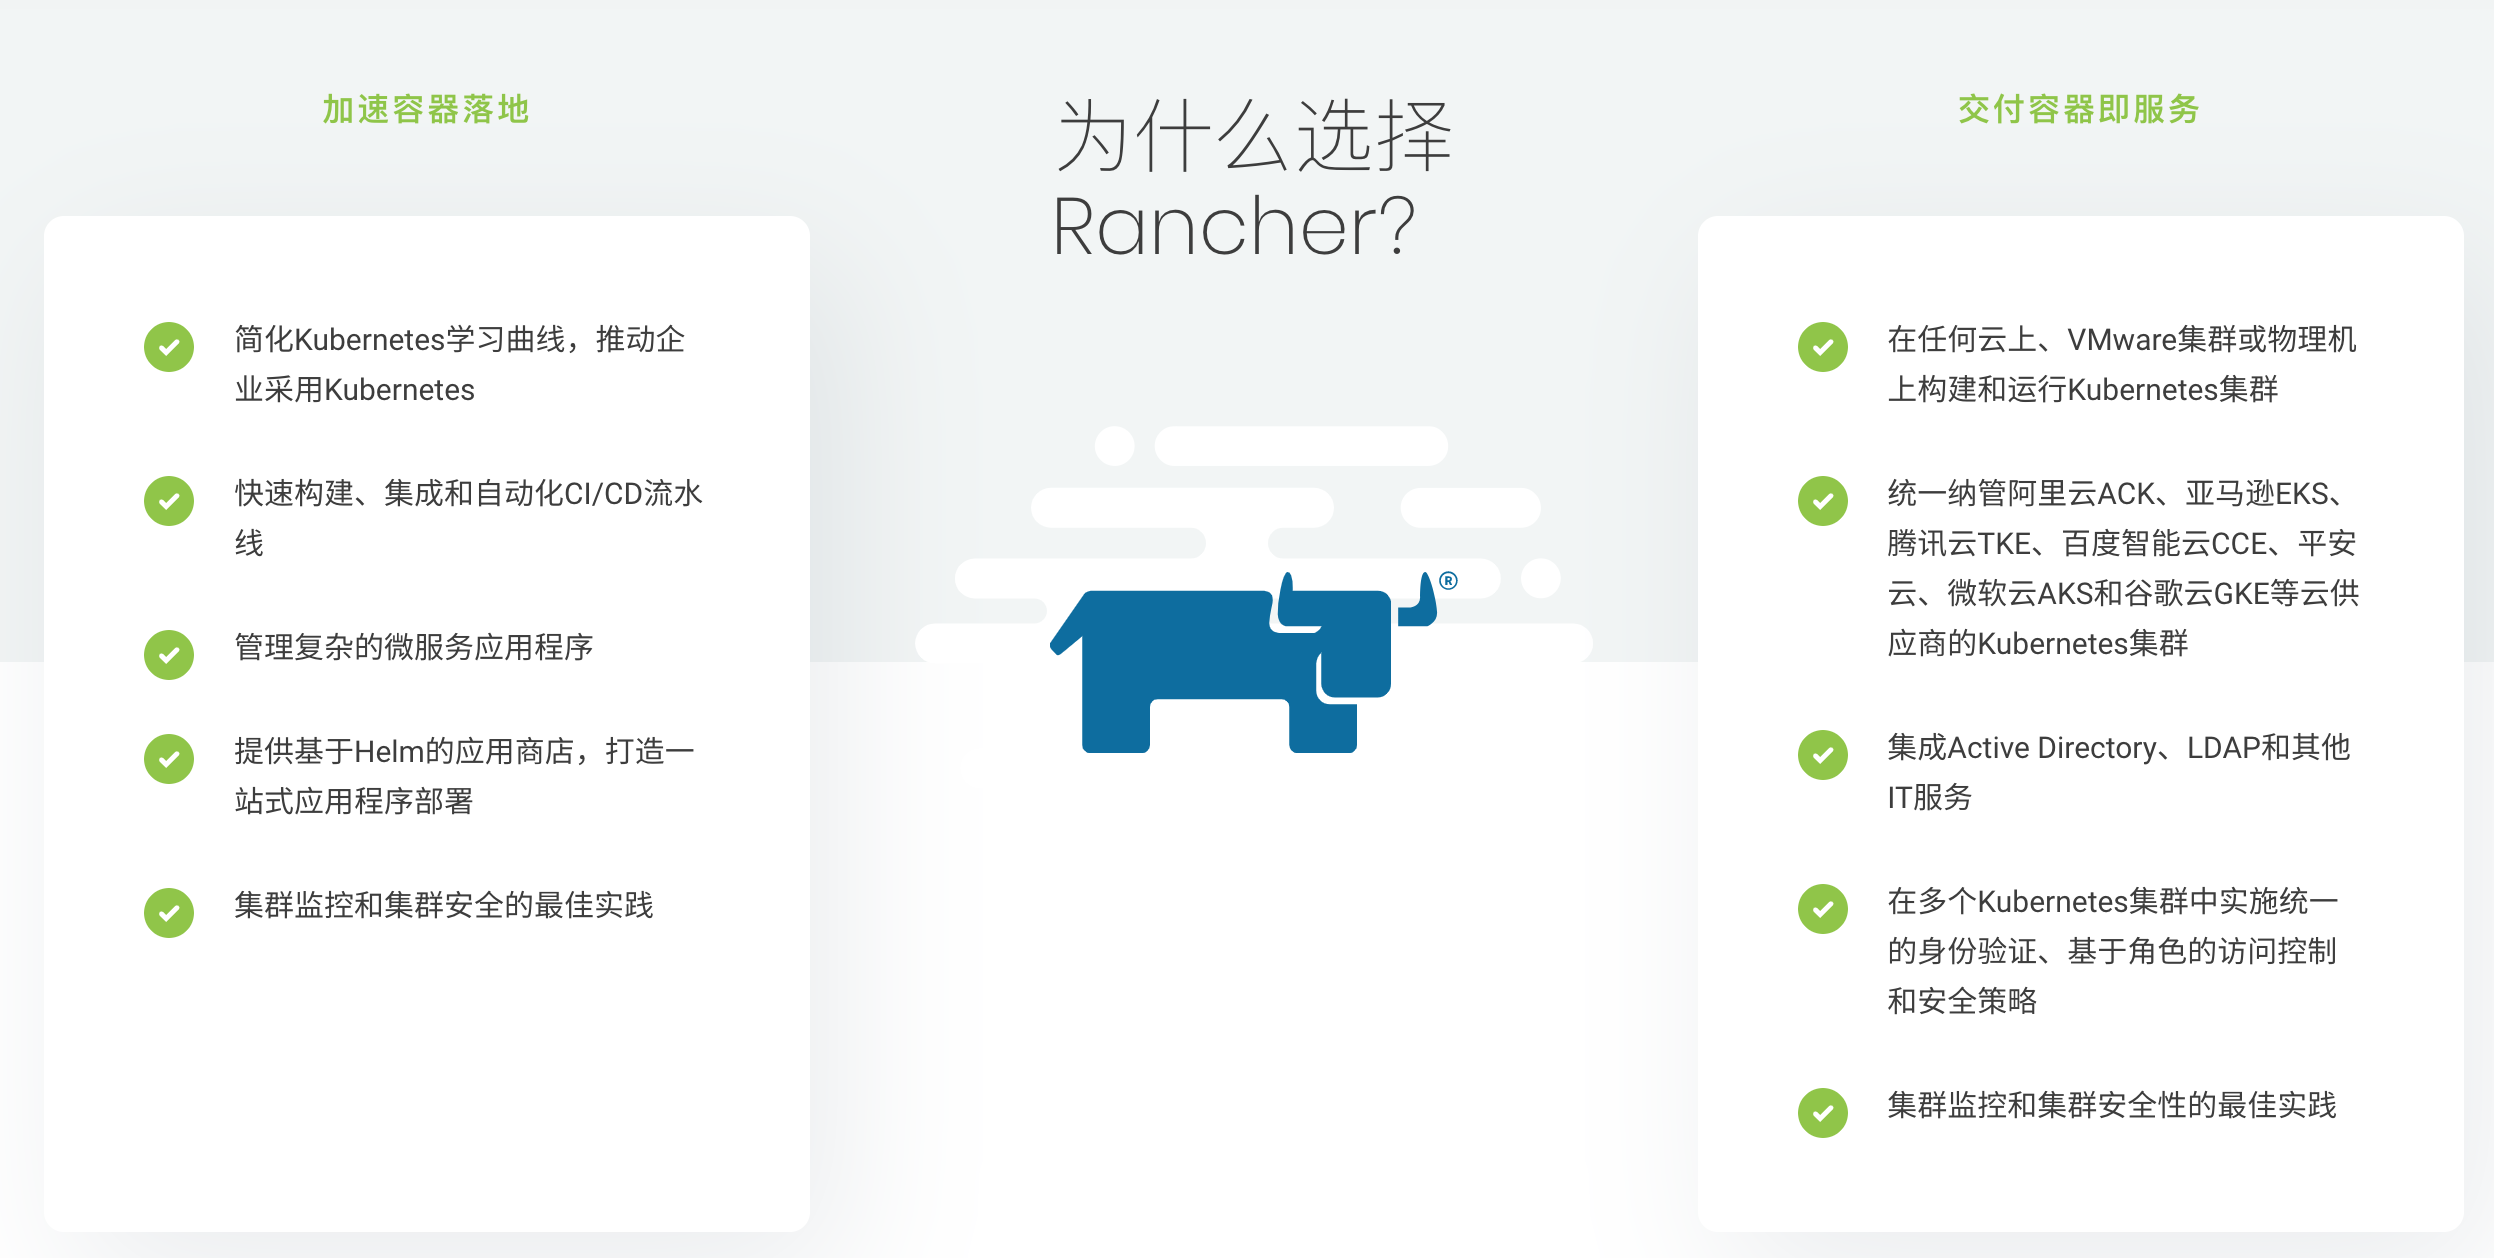 加速容器落地
简化Kubernetes学习曲线，推动企
业采用Kubernetes
快速构建、集成和自动化CI/CD流水
线
管理复杂的微服务应用程序
提供基于Helm的应用商店，打造一
站式应用程序部署
集群监控和集群安全的最佳实践
为什么选择
Rancher?
®
交付容器即服务
在任何云上、VMware集群或物理机
上构建和运行Kubernetes集群
统一纳管阿里云ACK、亚马逊EKS、
腾讯云TKE、百度智能云CCE、平安
云、微软云AKS和谷歌云GKE等云供
应商的Kubernetes集群
集成Active Directory、LDAP和其他
IT服务
在多个Kubernetes集群中实施统一
的身份验证、基于角色的访问控制
和安全策略
集群监控和集群安全性的最佳实践